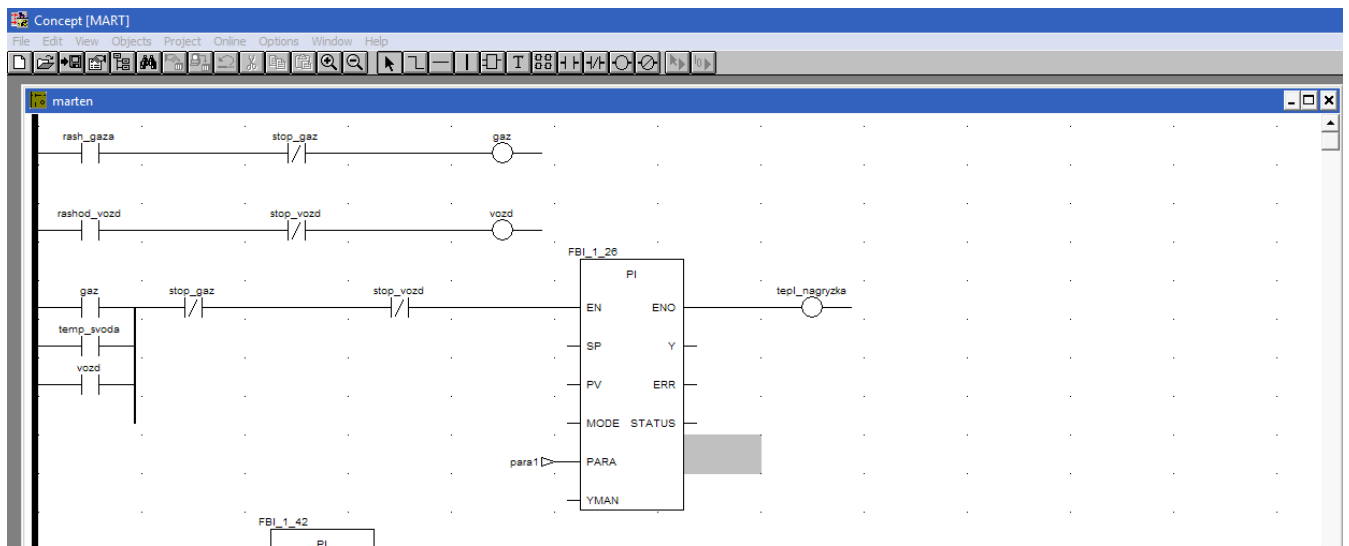 Concept [MART]
File Edit View Objects Project Online Options Window Help
T
marten
rash_gaza stop_gaz gaz
rashod_vozd stop_vozd vozd
FBI_1_26
PI
gaz stop_gaz stop_vozd tepl_nagryzka
EN ENO
temp_svoda
SP Y
vozd
PV ERR
MODE STATUS
para1 PARA
YMAN
FBI_1_42
PI